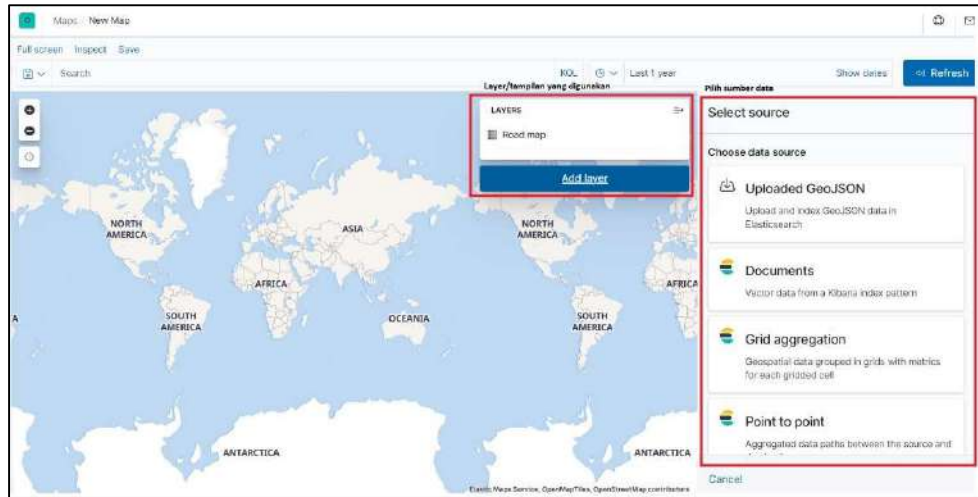 Maps New Map
Full screen Inspect Save
Search KQL Last 1 year Show dates Refresh
Layer/tampilan yang digunakan
Pilih sumber data
LAYERS
Road map
Add layer
Select source
Choose data source
Uploaded GeoJSON
Upload and index GeoJSON data in
Elasticsearch
Documents
Vector data from a Kibana index pattern
Grid aggregation
Geospatial data grouped in grids with metrics
for each gridded cell
Point to point
Aggregated data paths between the source and
Cancel
NORTH
AMERICA
ASIA
NORTH
AMERICA
AFRICA
AFRICA
A
SOUTH
AMERICA
OCEANIA
SOUTH
AMERICA
ANTARCTICA
ANTARCTICA
Elastic Maps Service, OpenMapTiles, OpenStreetMap contributors